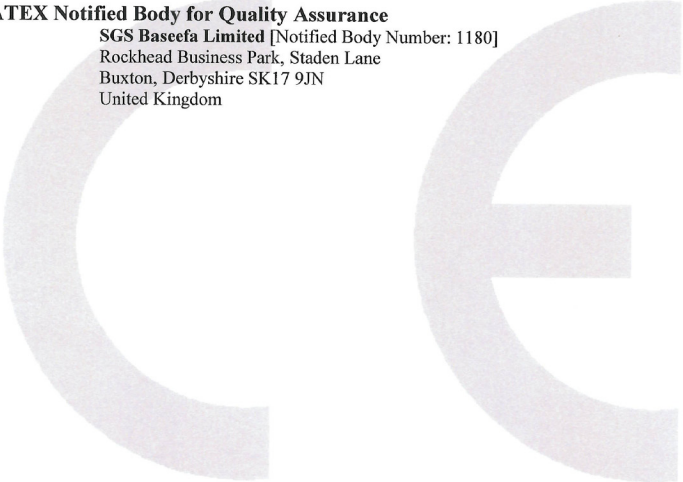 ATEX Notified Body for Quality Assurance
SGS Baseefa Limited [Notified Body Number: 1180]
Rockhead Business Park, Staden Lane
Buxton, Derbyshire SK17 9JN
United Kingdom
CE